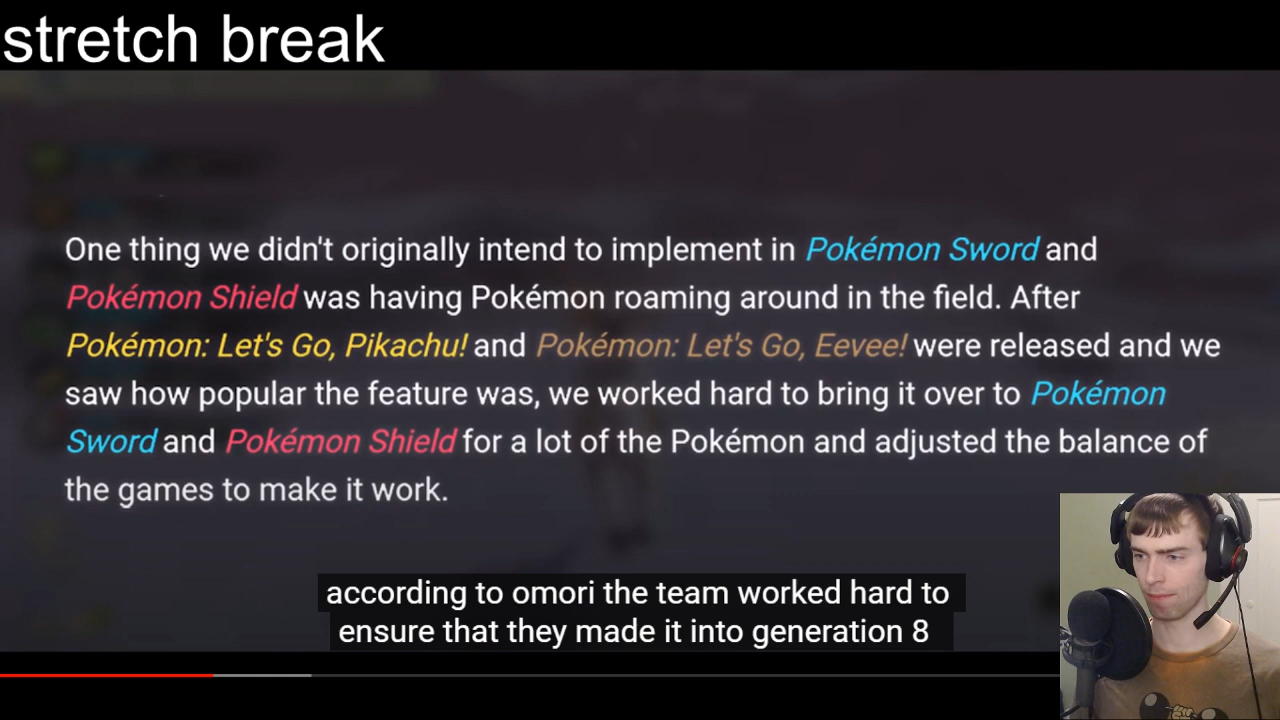 stretch break
One thing we didn't originally intend to implement in Pokémon Sword and
Pokémon Shield was having Pokémon roaming around in the field. After
Pokémon: Let's Go, Pikachu! and Pokémon: Let's Go, Eevee! were released and we
saw how popular the feature was, we worked hard to bring it over to Pokémon
Sword and Pokémon Shield for a lot of the Pokémon and adjusted the balance of
the games to make it work.
according to omori the team worked hard to
ensure that they made it into generation 8